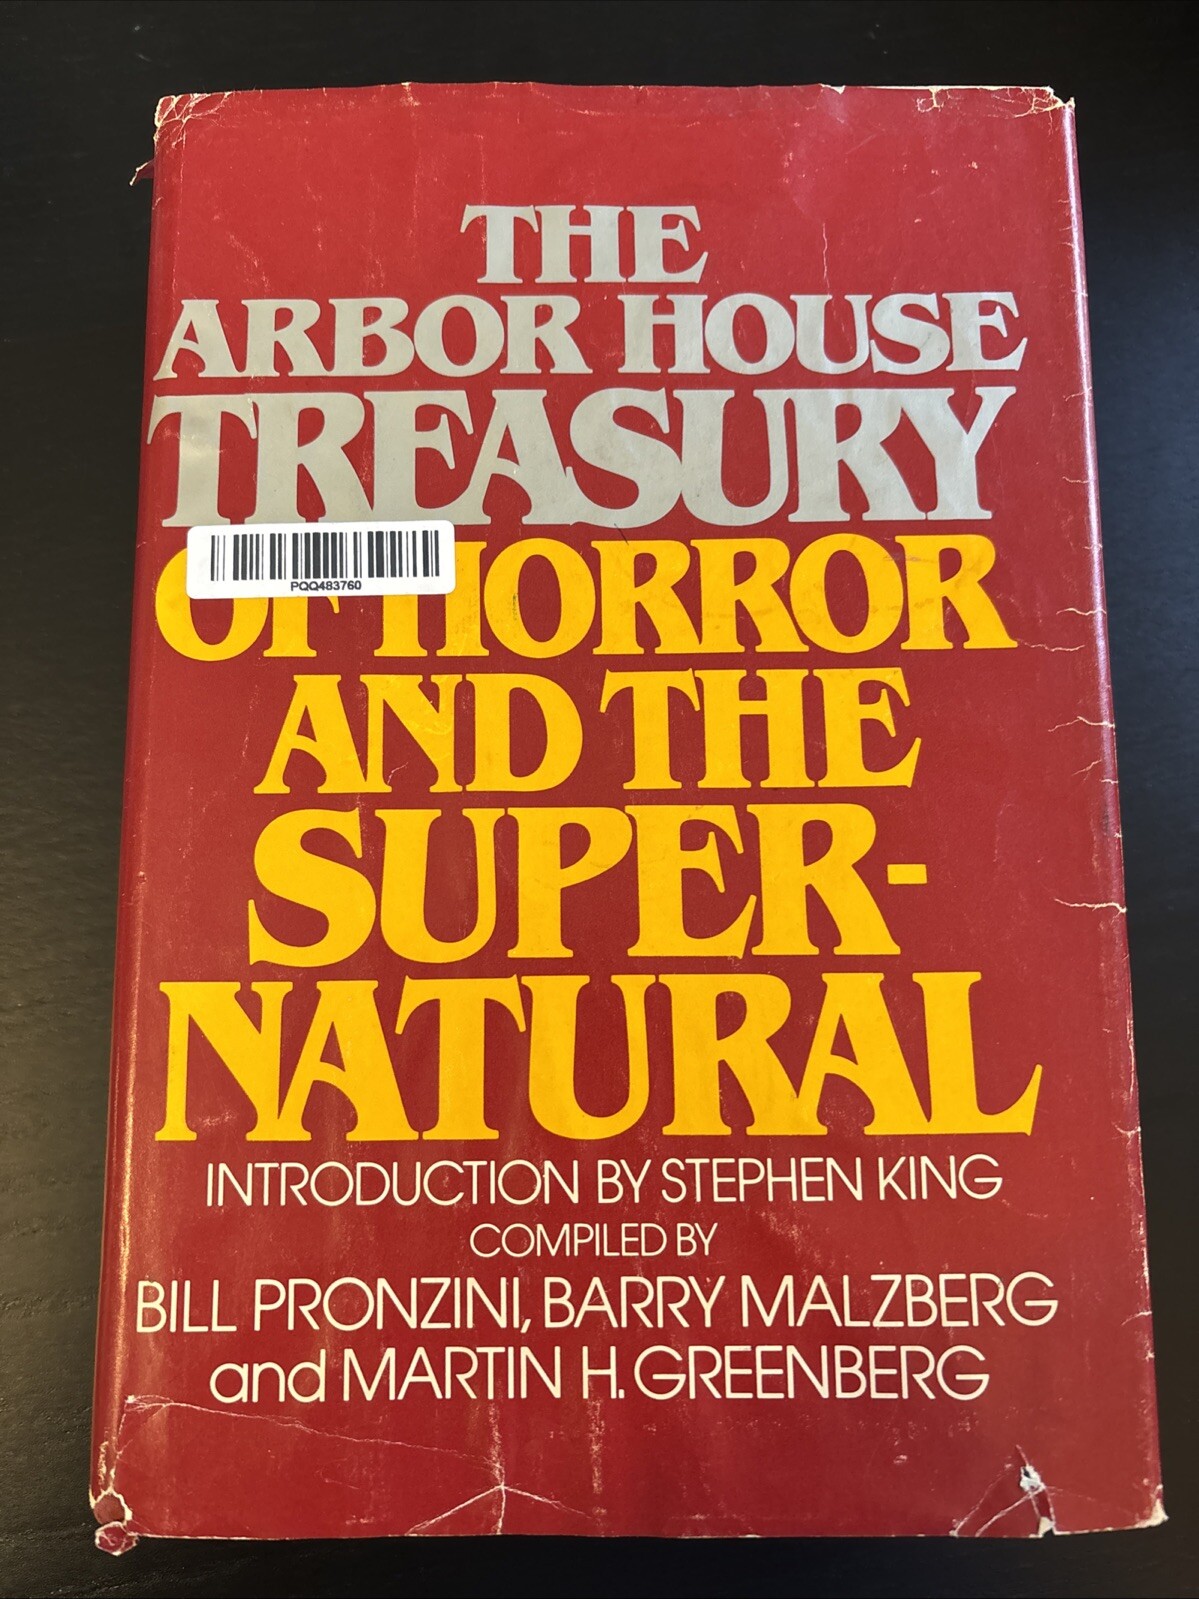 THE
ARBOR HOUSE
TREASURY
PQQ483760
OF HORROR
AND THE
SUPER-
NATURAL
INTRODUCTION BY STEPHEN KING
COMPILED BY
BILL PRONZINI, BARRY MALZBERG
and MARTIN H. GREENBERG